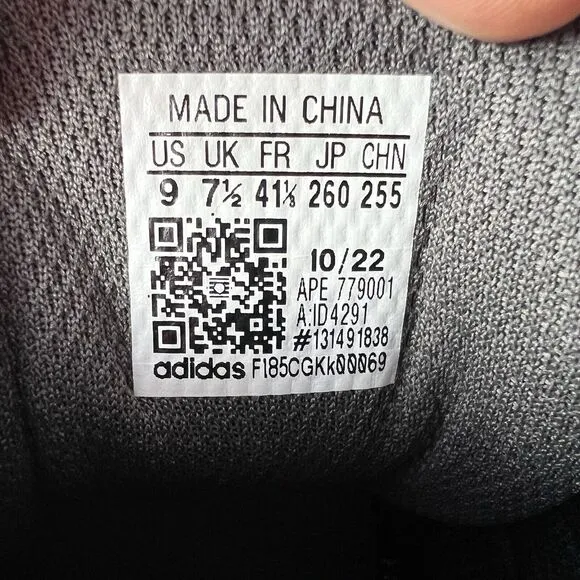 MADE IN CHINA
US UK FR JP CHN
9 7½ 41⅓ 260 255
10/22
APE 779001
A:ID4291
#131491838
adidas F185CGKk00069